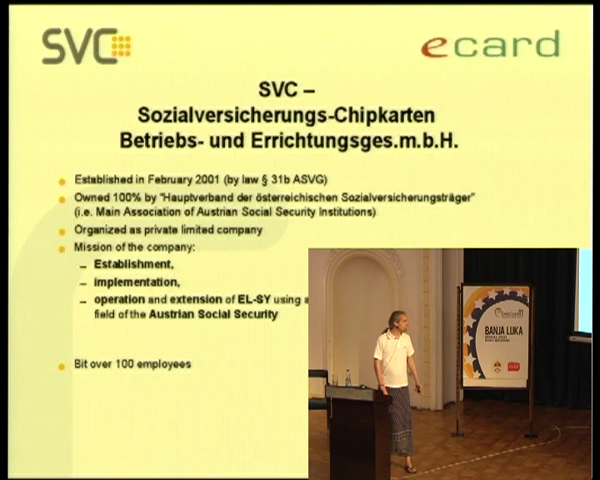 SVC
ecard
SVC –
Sozialversicherungs-Chipkarten
Betriebs- und Errichtungsges.m.b.H.
Established in February 2001 (by law § 31b ASVG)
Owned 100% by "Hauptverband der österreichischen Sozialversicherungsträger"
(i.e. Main Association of Austrian Social Security Institutions)
Organized as private limited company
Mission of the company:
– Establishment,
– implementation,
– operation and extension of EL-SY using a
field of the Austrian Social Security
Bit over 100 employees
BANJA LUKA